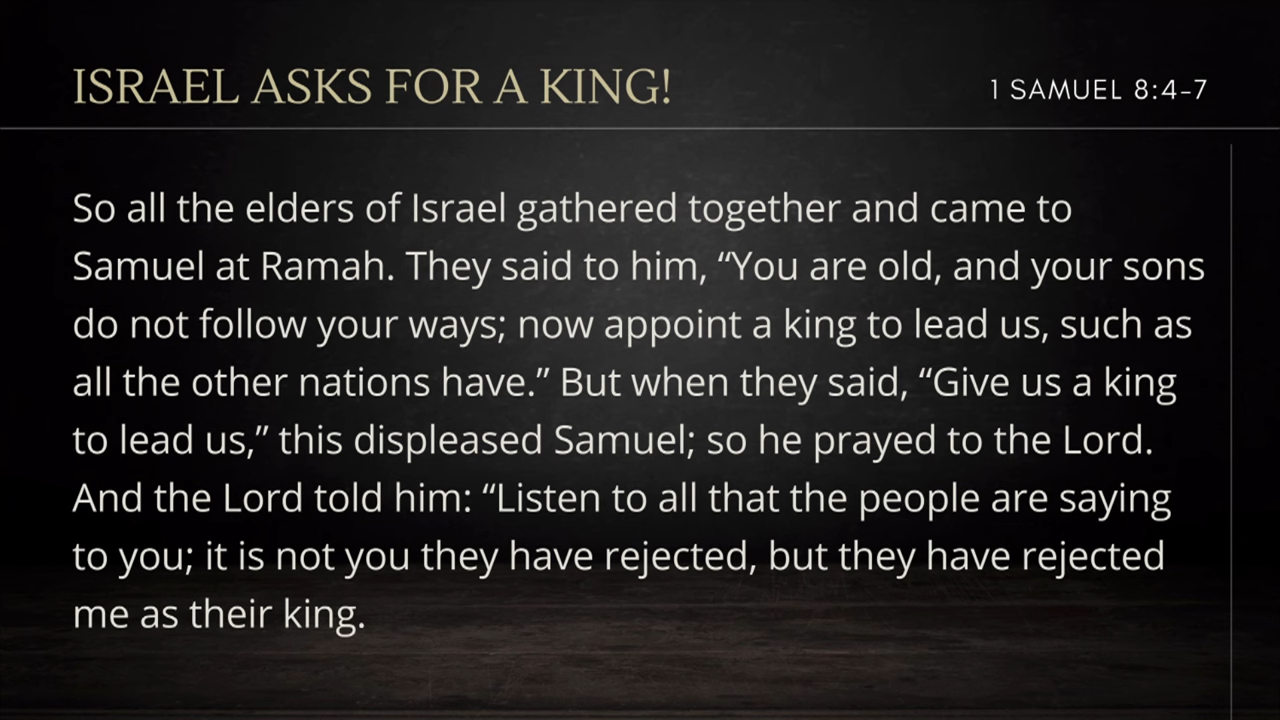 ISRAEL ASKS FOR A KING!
1 SAMUEL 8:4-7
So all the elders of Israel gathered together and came to
Samuel at Ramah. They said to him, “You are old, and your sons
do not follow your ways; now appoint a king to lead us, such as
all the other nations have.” But when they said, “Give us a king
to lead us,” this displeased Samuel; so he prayed to the Lord.
And the Lord told him: “Listen to all that the people are saying
to you; it is not you they have rejected, but they have rejected
me as their king.